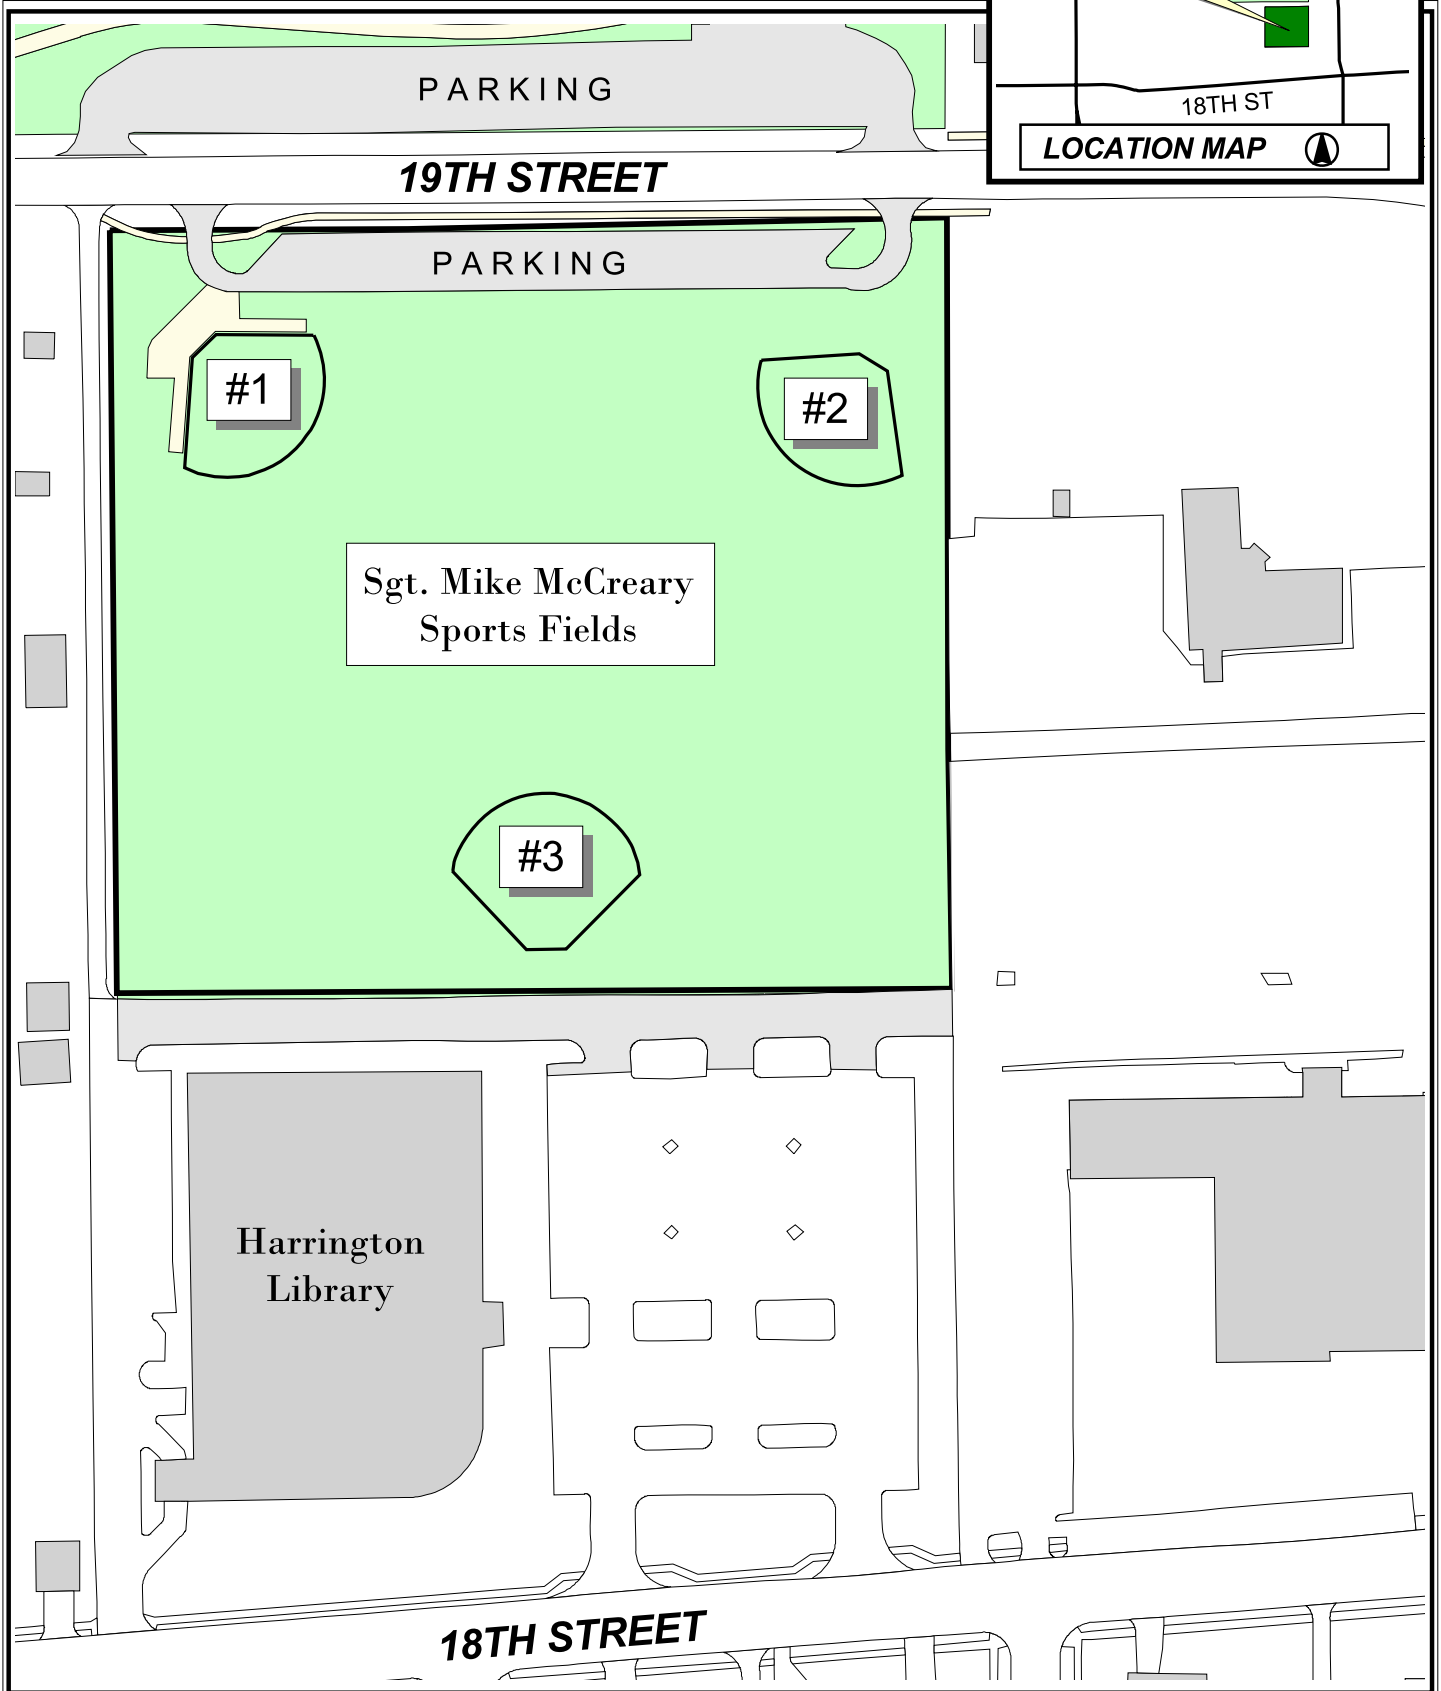 18TH ST
LOCATION MAP
PARKING
19TH STREET
PARKING
#1
#2
Sgt. Mike McCreary
Sports Fields
#3
Harrington
Library
18TH STREET